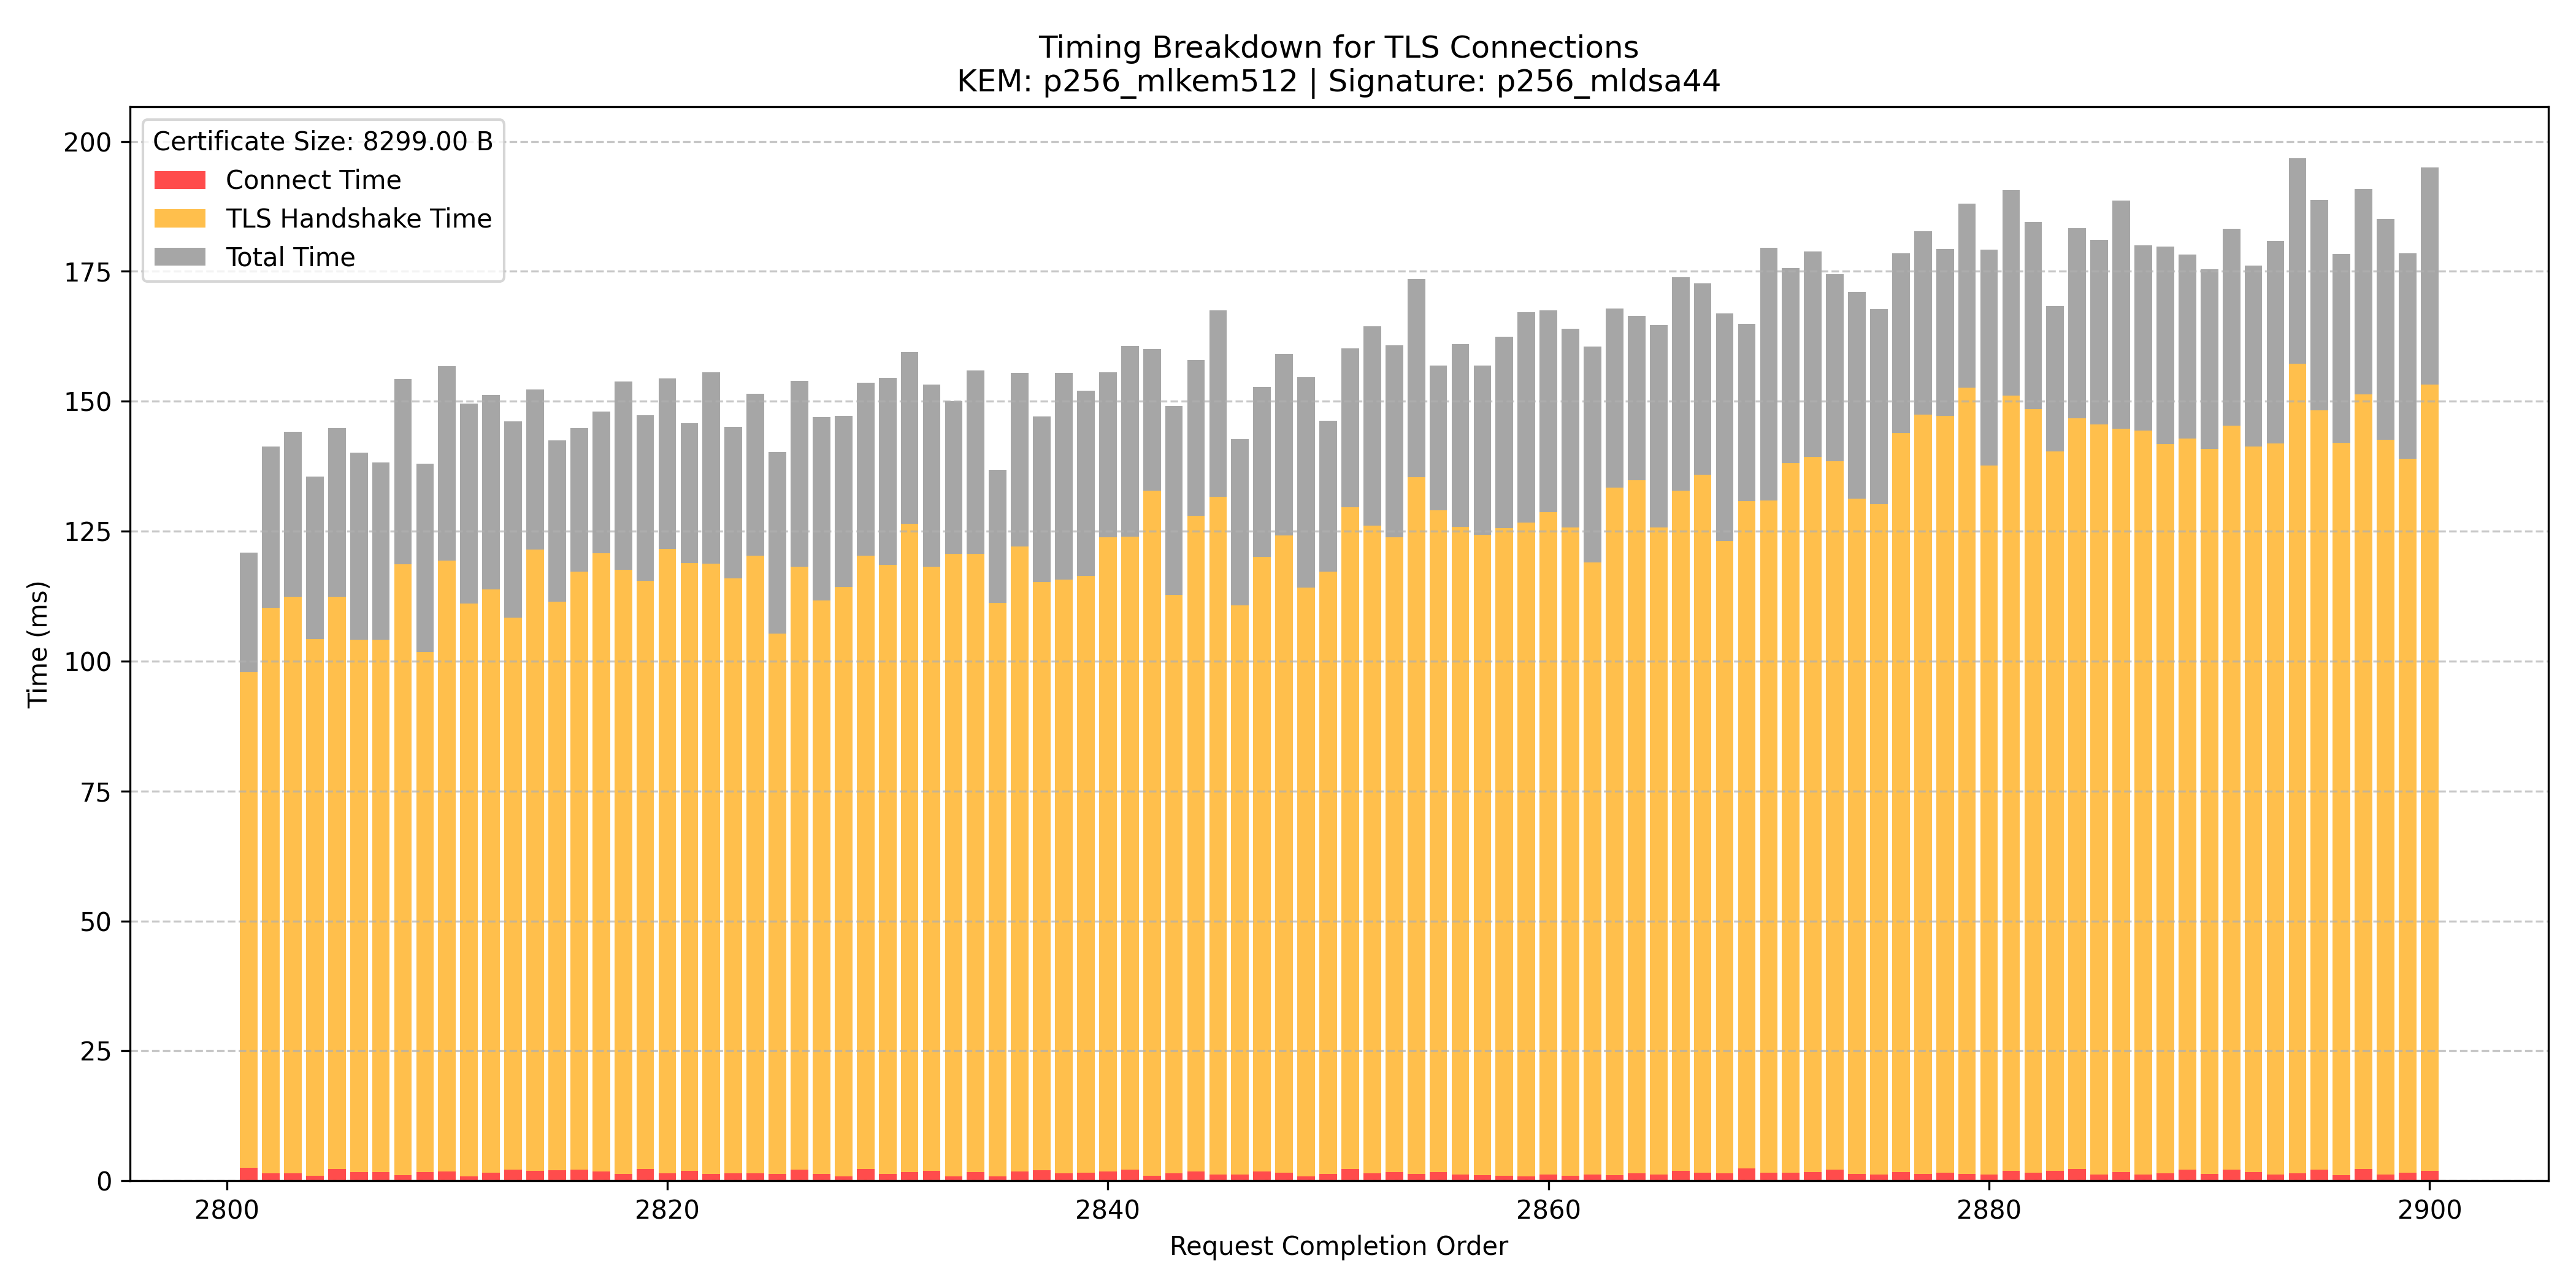 Timing Breakdown for TLS Connections
KEM: p256_mlkem512 | Signature: p256_mldsa44
Certificate Size: 8299.00 B
Connect Time
TLS Handshake Time
Total Time
Time (ms)
200
175
150
125
100
75
50
25
0
2800 2820 2840 2860 2880 2900
Request Completion Order